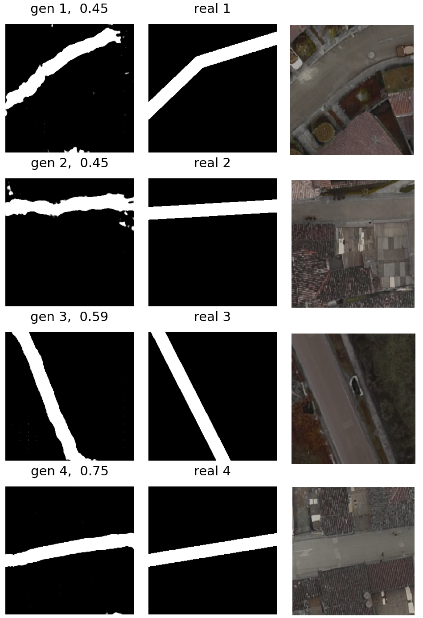 gen 1,  0.45
real 1
gen 2,  0.45
real 2
gen 3,  0.59
real 3
gen 4,  0.75
real 4